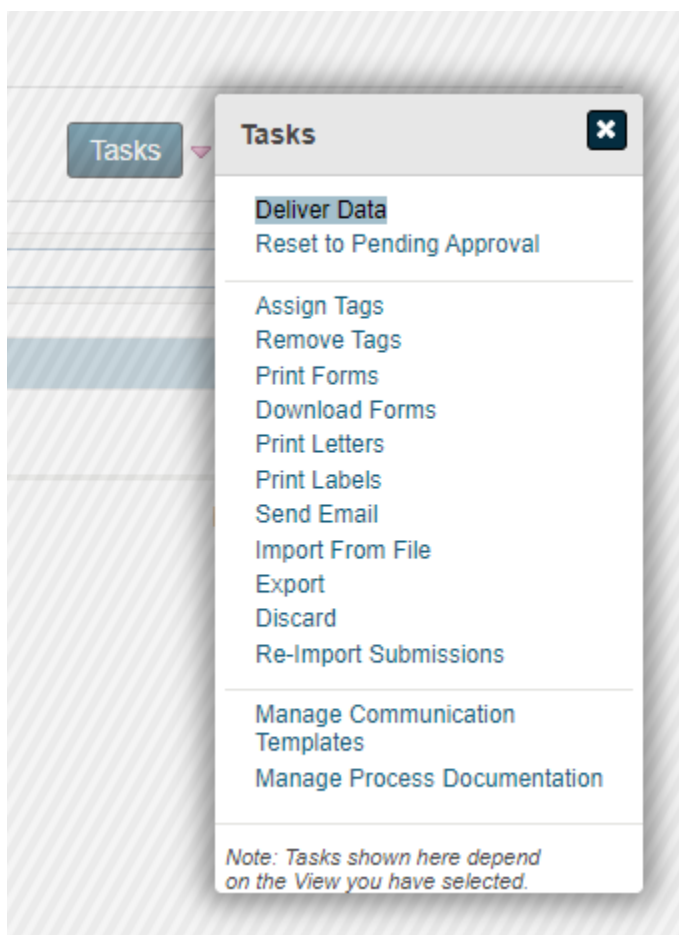 Tasks
Tasks
Deliver Data
Reset to Pending Approval
Assign Tags
Remove Tags
Print Forms
Download Forms
Print Letters
Print Labels
Send Email
Import From File
Export
Discard
Re-Import Submissions
Manage Communication
Templates
Manage Process Documentation
Note: Tasks shown here depend
on the View you have selected.